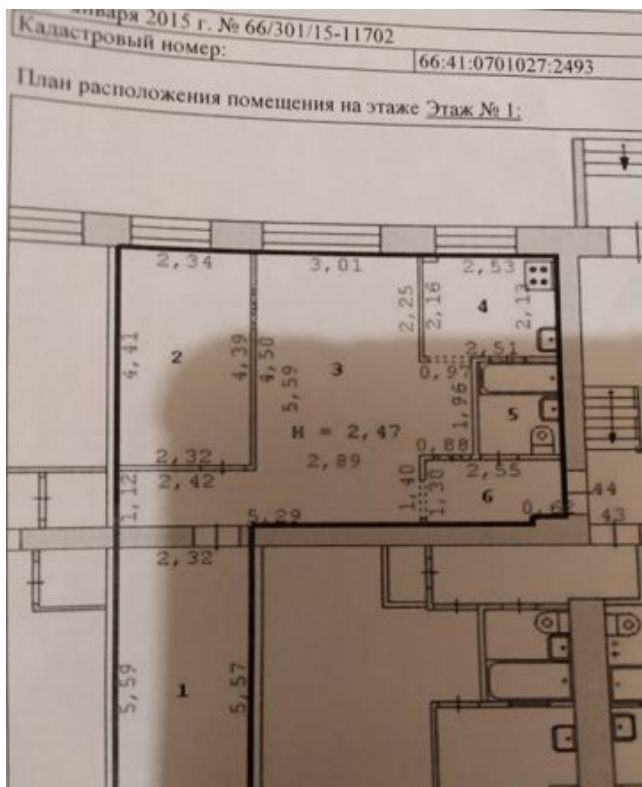 января 2015 г. № 66/301/15-11702
Кадастровый номер: 66:41:0701027:2493
План расположения помещения на этаже Этаж № 1:
2,34 3,01 2,53
2,25 2,16 4 2,13
4,41 2 4,39 4,50 3
5,59
2,51
1,96 5
H = 2,47
0,88
2,32 2,89 2,55
2,42 1,40 1,30 6
1,12
5,29 0,62 44
43
2,32
5,59 1 5,57